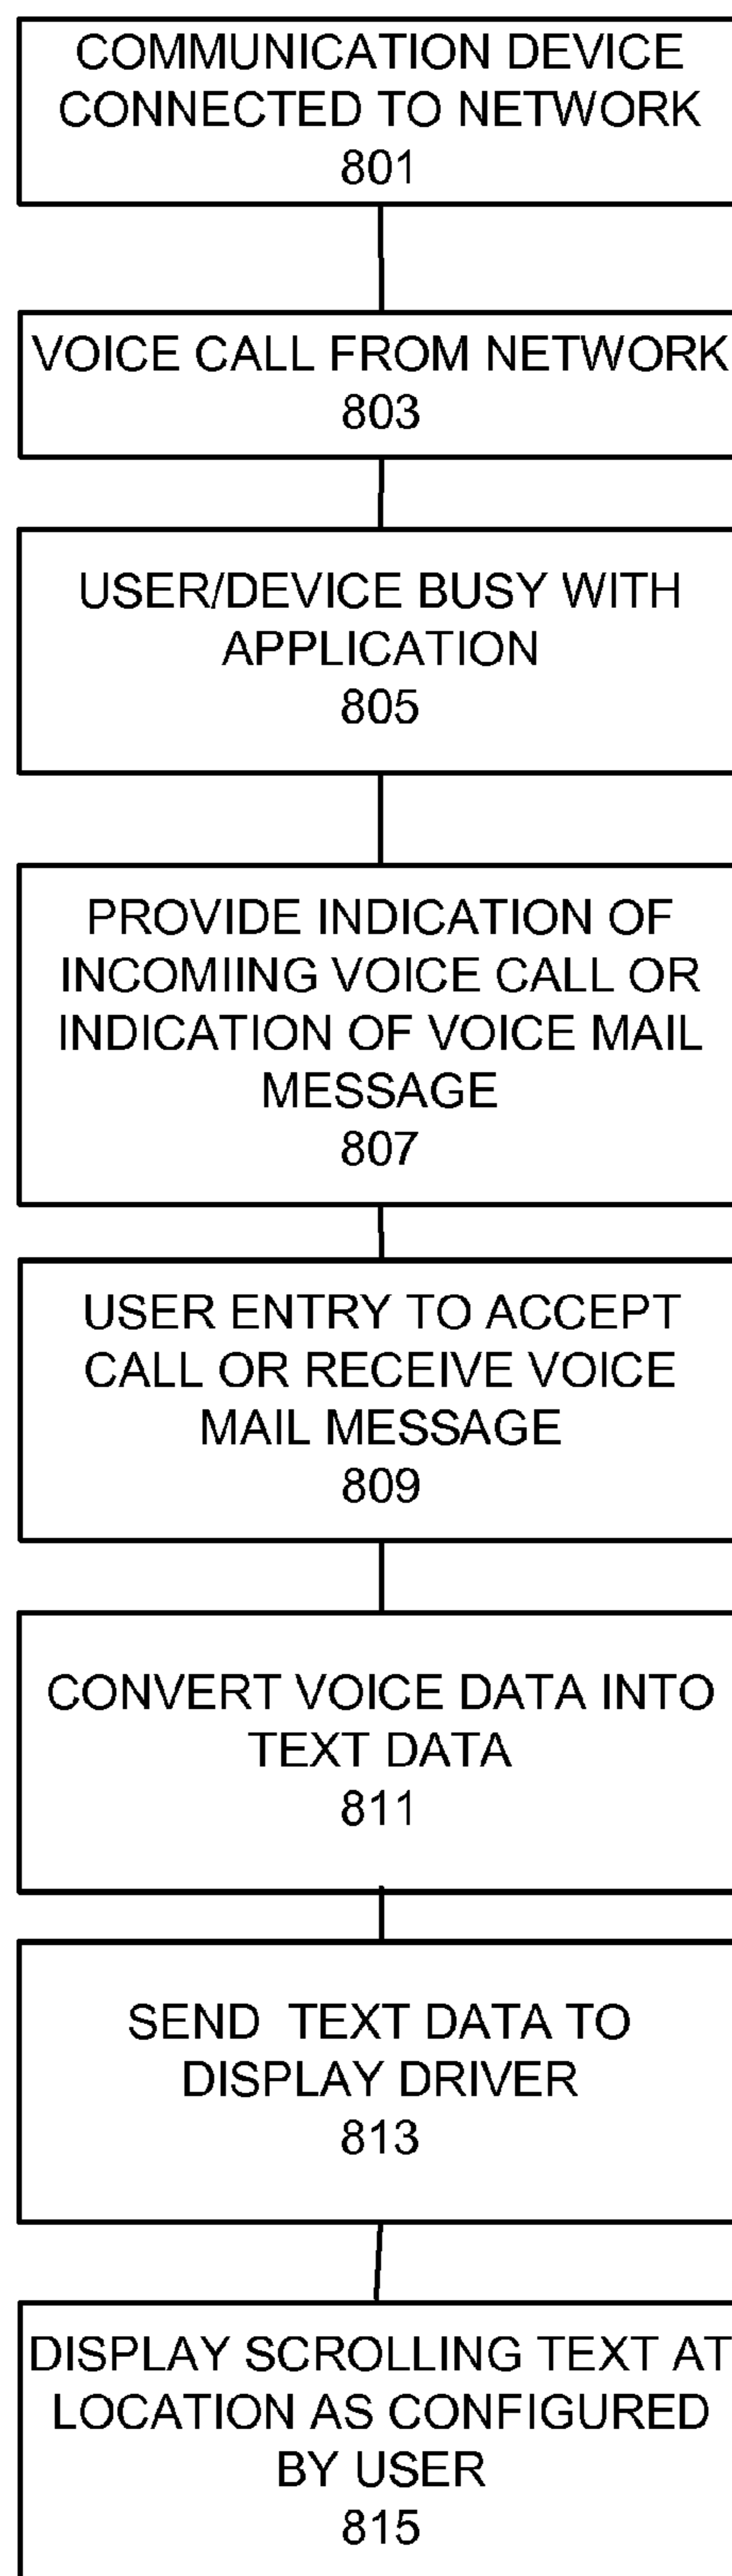 COMMUNICATION DEVICE
CONNECTED TO NETWORK
801
VOICE CALL FROM NETWORK
803
USER/DEVICE BUSY WITH
APPLICATION
805
PROVIDE INDICATION OF
INCOMIING VOICE CALL OR
INDICATION OF VOICE MAIL
MESSAGE
807
USER ENTRY TO ACCEPT
CALL OR RECEIVE VOICE
MAIL MESSAGE
809
CONVERT VOICE DATA INTO
TEXT DATA
811
SEND TEXT DATA TO
DISPLAY DRIVER
813
DISPLAY SCROLLING TEXT AT
LOCATION AS CONFIGURED
BY USER
815